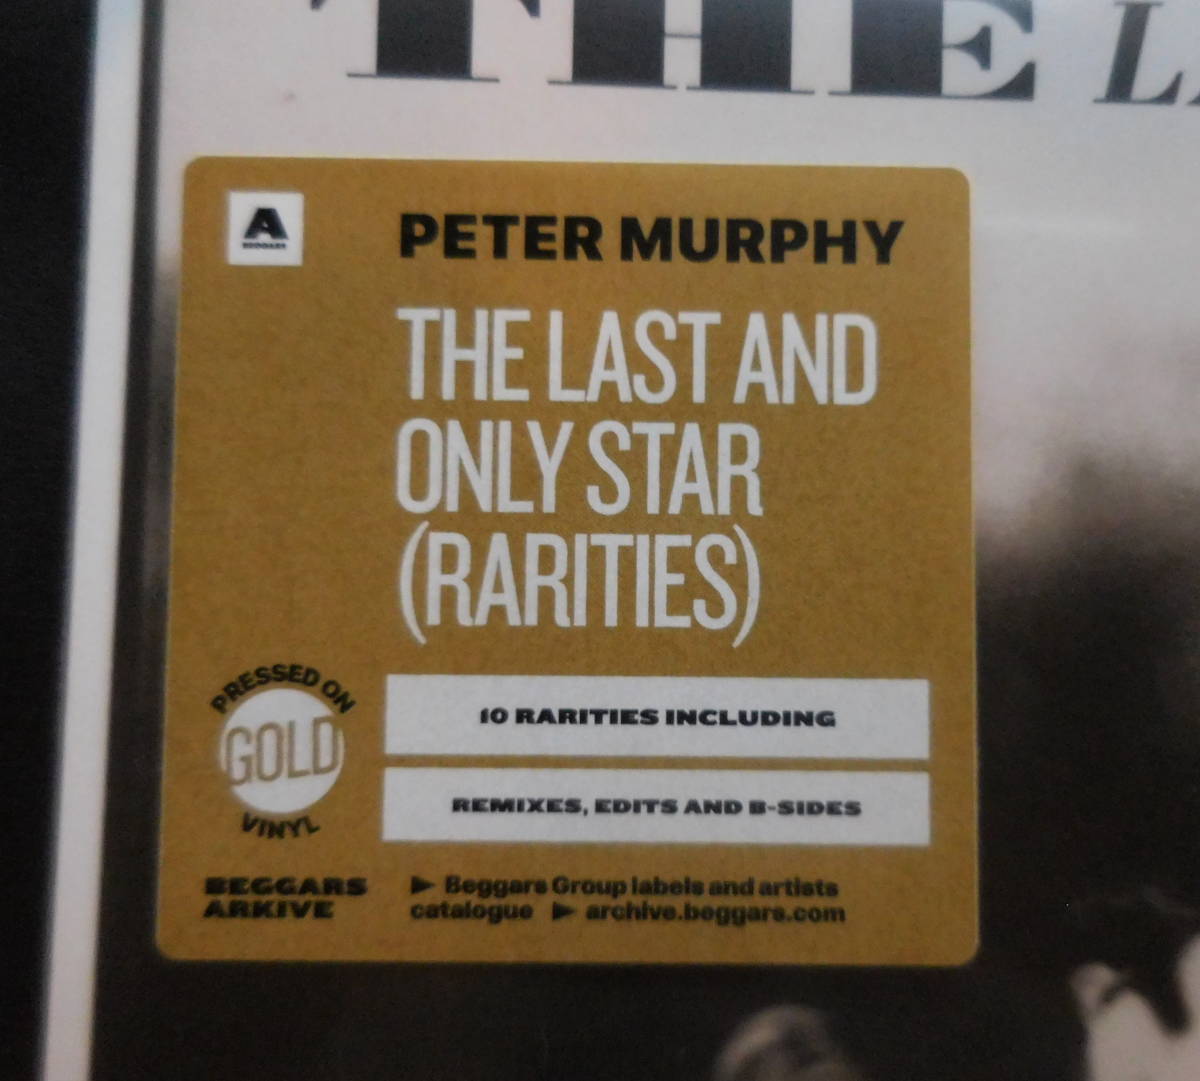 THE L
A
BEGGARS
PETER MURPHY
THE LAST AND
ONLY STAR
(RARITIES)
PRESSED ON
GOLD
VINYL
10 RARITIES INCLUDING
REMIXES, EDITS AND B-SIDES
BEGGARS
ARKIVE
► Beggars Group labels and artists
catalogue ► archive.beggars.com